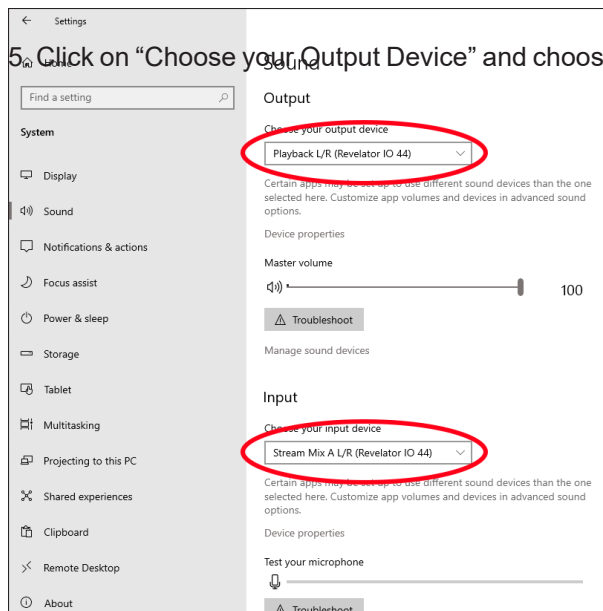 Settings
5. Click on “Choose your Output Device” and choos
Home
Sound
Find a setting
System
Display
Sound
Notifications & actions
Focus assist
Power & sleep
Storage
Tablet
Multitasking
Projecting to this PC
Shared experiences
Clipboard
Remote Desktop
About
Output
Choose your output device
Playback L/R (Revelator IO 44)
Certain apps may be set up to use different sound devices than the one
selected here. Customize app volumes and devices in advanced sound
options.
Device properties
Master volume
100
Troubleshoot
Manage sound devices
Input
Choose your input device
Stream Mix A L/R (Revelator IO 44)
Certain apps may be set up to use different sound devices than the one
selected here. Customize app volumes and devices in advanced sound
options.
Device properties
Test your microphone
Troubleshoot